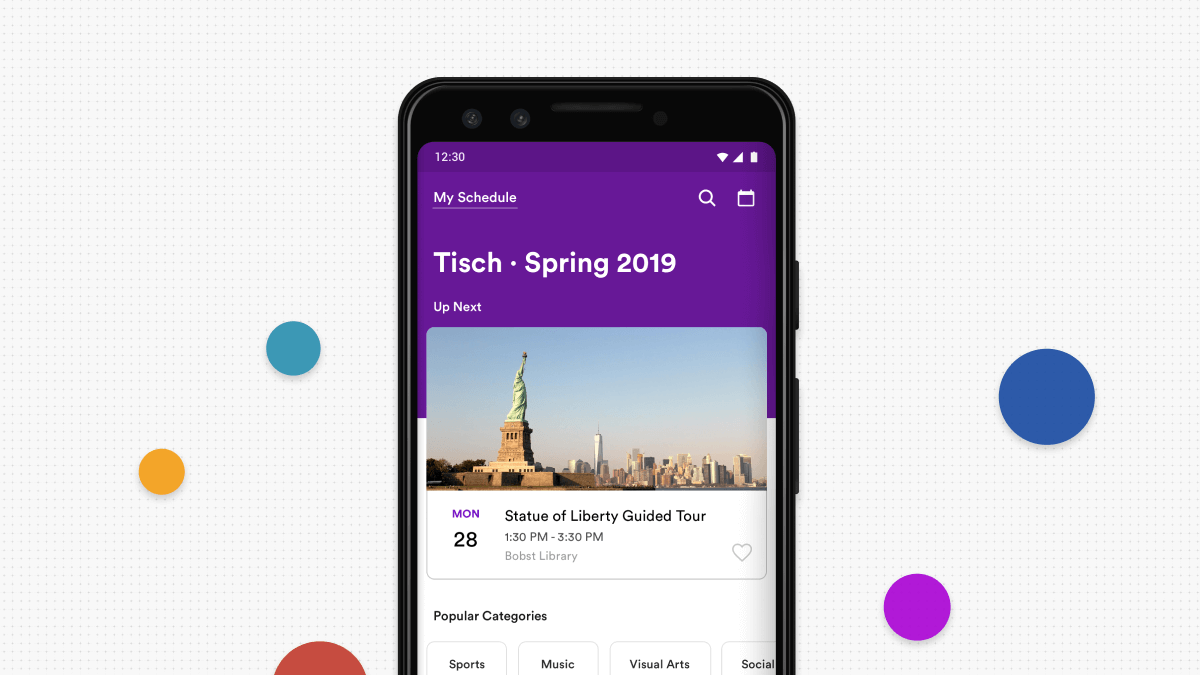 12:30
My Schedule
Tisch · Spring 2019
Up Next
MON
28
Statue of Liberty Guided Tour
1:30 PM - 3:30 PM
Bobst Library
Popular Categories
Sports
Music
Visual Arts
Social